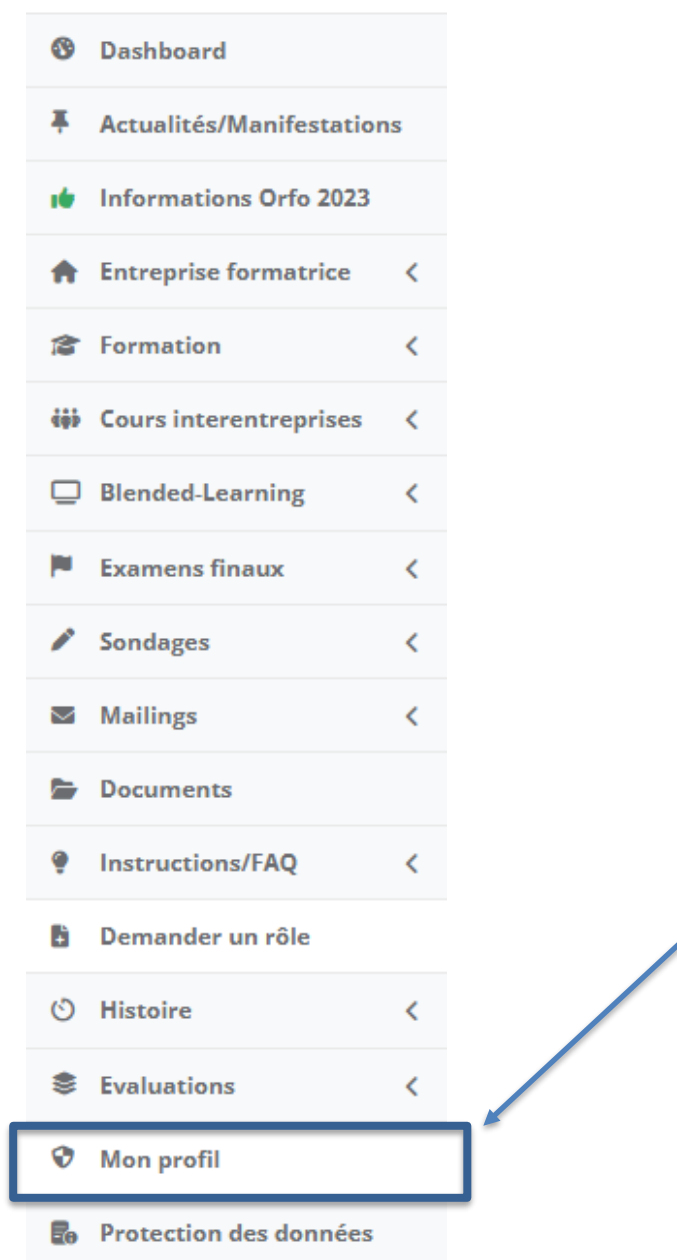 Dashboard
Actualités/Manifestations
Informations Orfo 2023
Entreprise formatrice
Formation
Cours interentreprises
Blended-Learning
Examens finaux
Sondages
Mailings
Documents
Instructions/FAQ
Demander un rôle
Histoire
Evaluations
Mon profil
Protection des données